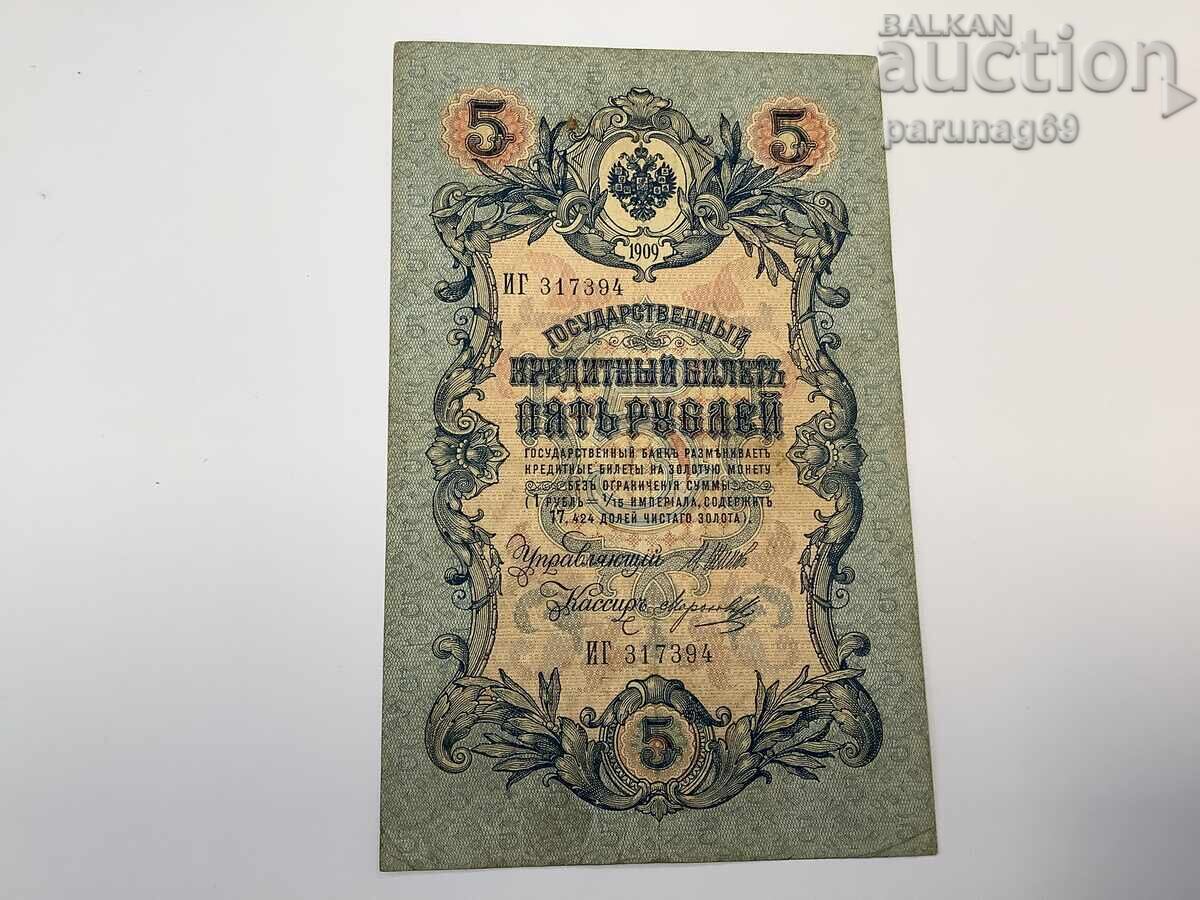 BALKAN
auction
parunag69
5 5
1909
ИГ 317394
ГОСУДАРСТВЕННЫЙ
КРЕДИТНЫЙ БИЛЕТЪ
ПЯТЬ РУБЛЕЙ
ГОСУДАРСТВЕННЫЙ БАНКЪ РАЗМѢНИВАЕТЪ
КРЕДИТНЫЕ БИЛЕТЫ НА ЗОЛОТУЮ МОНЕТУ
БЕЗЪ ОГРАНИЧЕНІЯ СУММЫ
(1 РУБЛЬ = 1/15 ИМПЕРІАЛА, СОДЕРЖИТЪ
17,424 ДОЛЕЙ ЧИСТАГО ЗОЛОТА).
Управляющій
Кассиръ
ИГ 317394
5